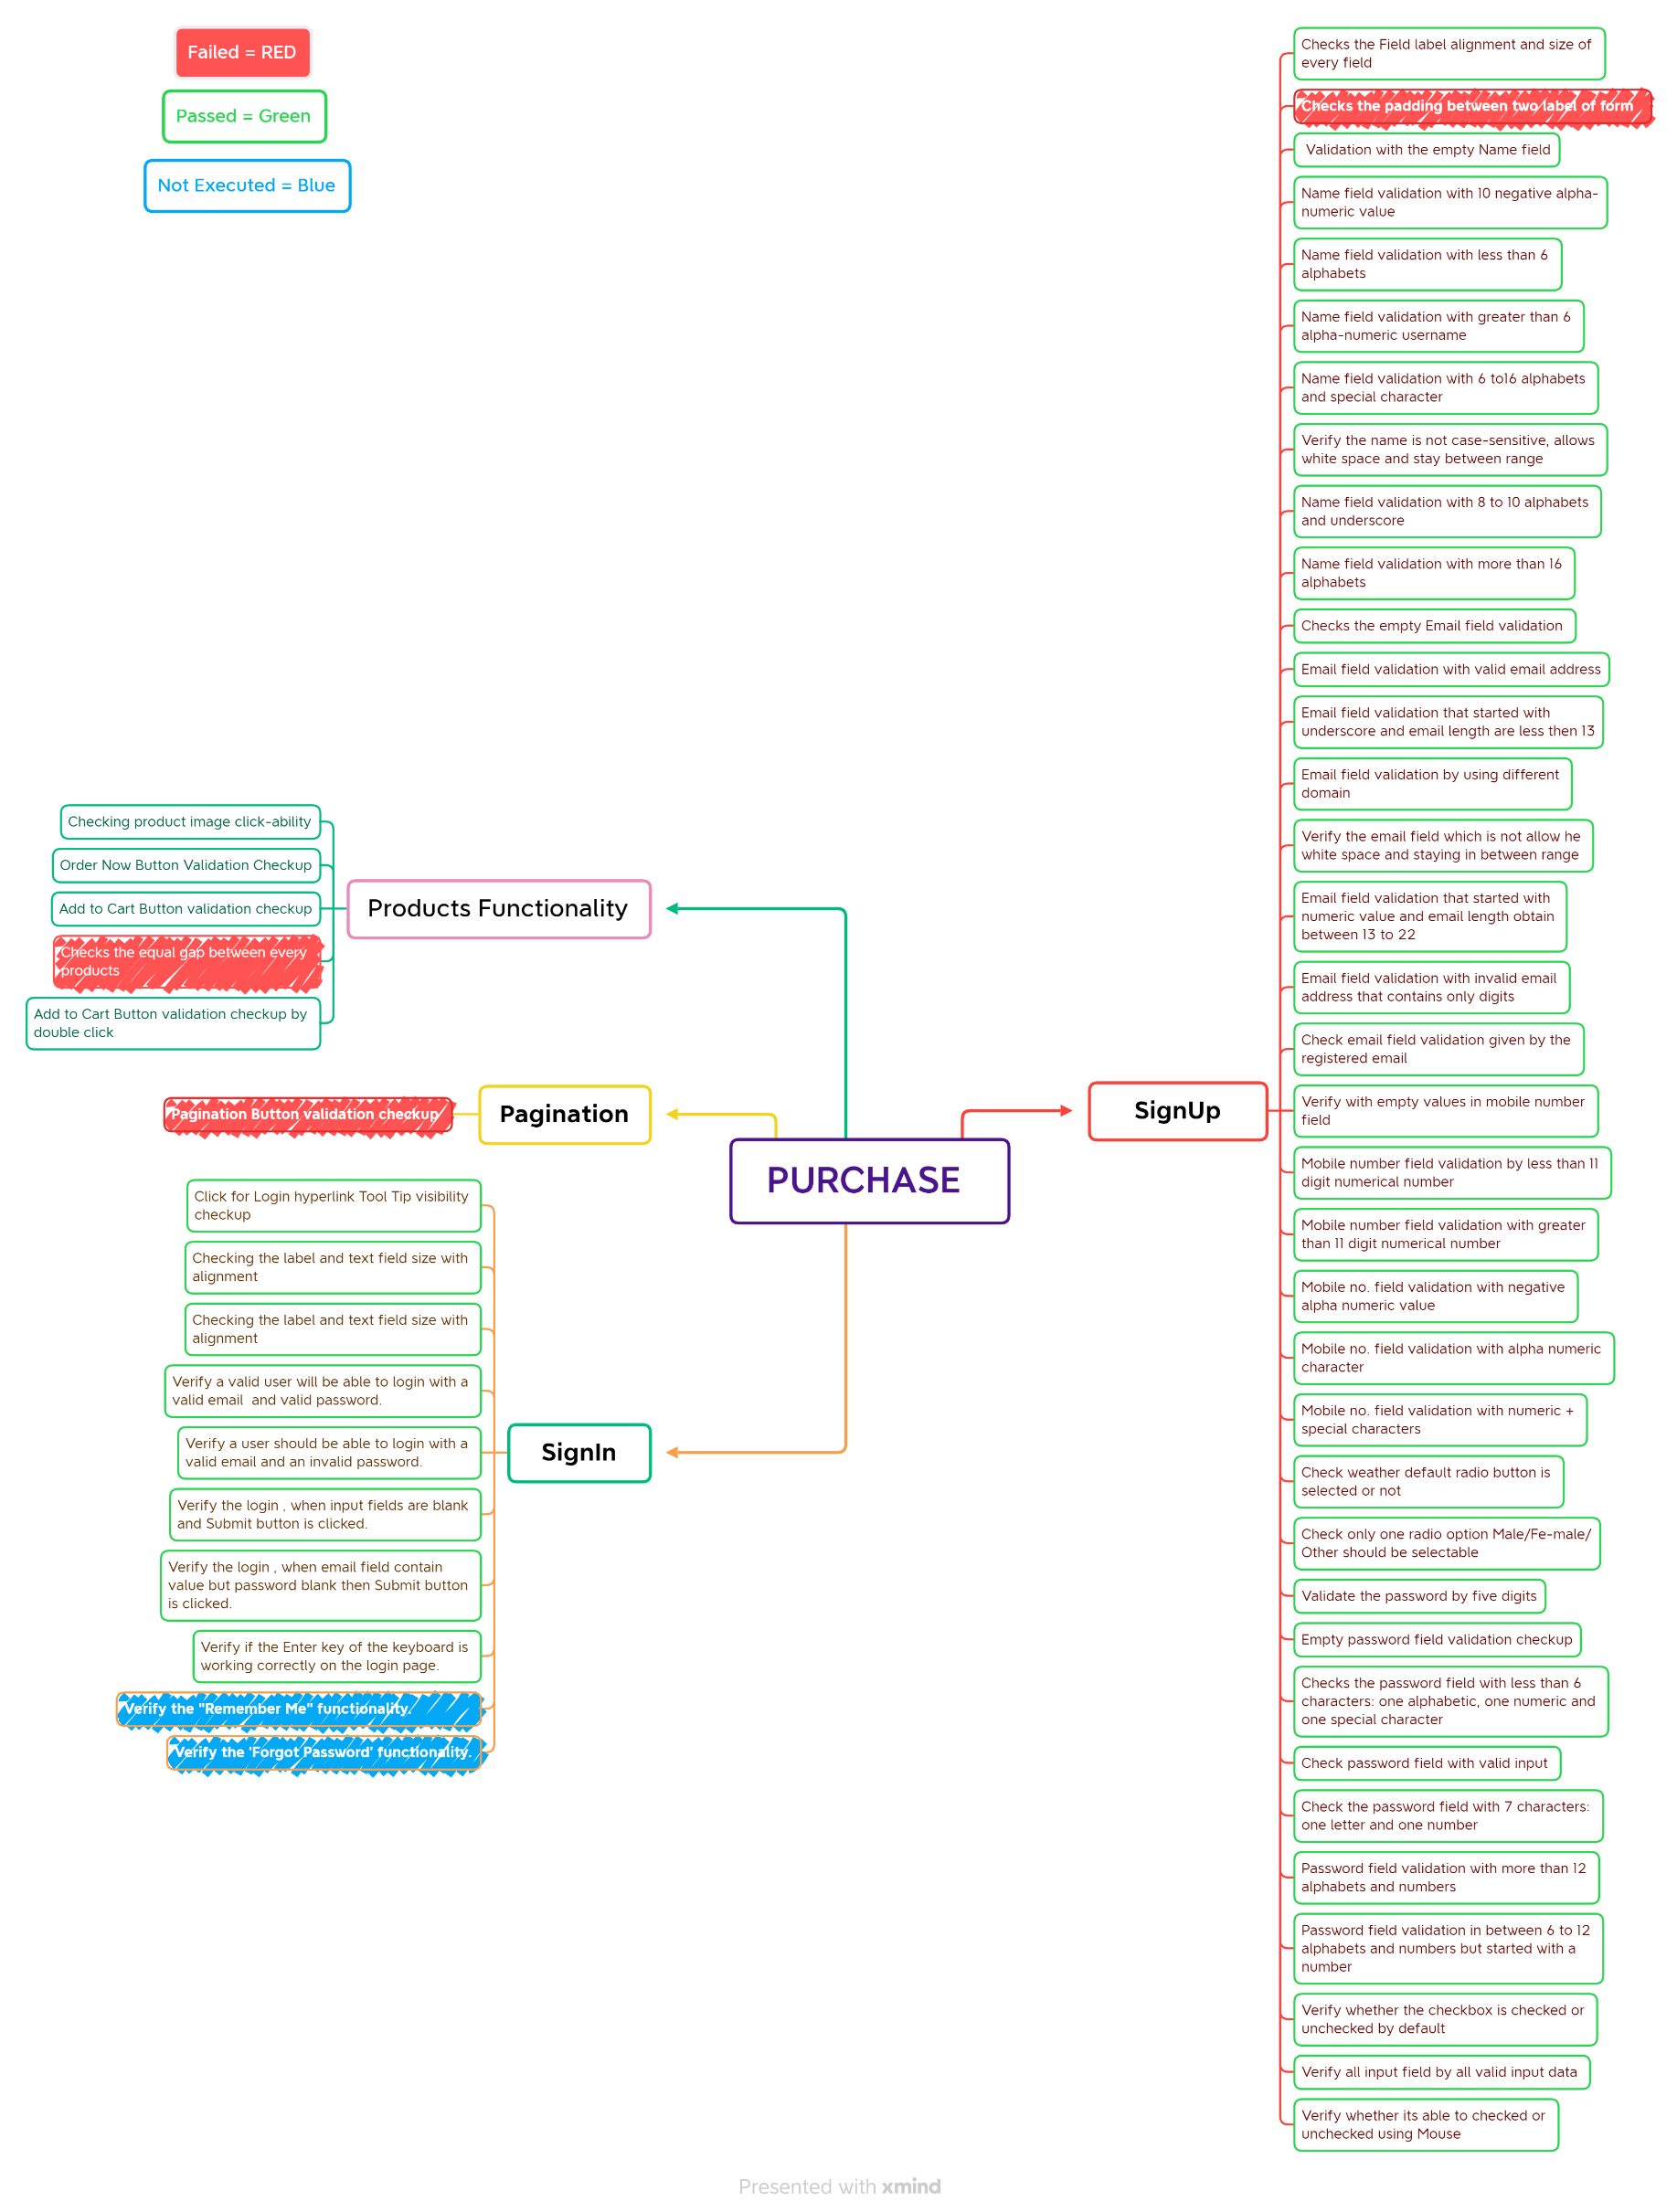 Failed = RED
Passed = Green
Not Executed = Blue
Checking product image click-ability
Order Now Button Validation Checkup
Add to Cart Button validation checkup
Checks the equal gap between every
products
Add to Cart Button validation checkup by
double click
Products Functionality
Pagination Button validation checkup
Pagination
PURCHASE
Click for Login hyperlink Tool Tip visibility
checkup
Checking the label and text field size with
alignment
Checking the label and text field size with
alignment
Verify a valid user will be able to login with a
valid email  and valid password.
Verify a user should be able to login with a
valid email and an invalid password.
Verify the login , when input fields are blank
and Submit button is clicked.
Verify the login , when email field contain
value but password blank then Submit button
is clicked.
Verify if the Enter key of the keyboard is
working correctly on the login page.
Verify the "Remember Me" functionality.
Verify the 'Forgot Password' functionality.
SignIn
SignUp
Checks the Field label alignment and size of
every field
Checks the padding between two label of form
Validation with the empty Name field
Name field validation with 10 negative alpha-
numeric value
Name field validation with less than 6
alphabets
Name field validation with greater than 6
alpha-numeric username
Name field validation with 6 to16 alphabets
and special character
Verify the name is not case-sensitive, allows
white space and stay between range
Name field validation with 8 to 10 alphabets
and underscore
Name field validation with more than 16
alphabets
Checks the empty Email field validation
Email field validation with valid email address
Email field validation that started with
underscore and email length are less then 13
Email field validation by using different
domain
Verify the email field which is not allow he
white space and staying in between range
Email field validation that started with
numeric value and email length obtain
between 13 to 22
Email field validation with invalid email
address that contains only digits
Check email field validation given by the
registered email
Verify with empty values in mobile number
field
Mobile number field validation by less than 11
digit numerical number
Mobile number field validation with greater
than 11 digit numerical number
Mobile no. field validation with negative
alpha numeric value
Mobile no. field validation with alpha numeric
character
Mobile no. field validation with numeric +
special characters
Check weather default radio button is
selected or not
Check only one radio option Male/Fe-male/
Other should be selectable
Validate the password by five digits
Empty password field validation checkup
Checks the password field with less than 6
characters: one alphabetic, one numeric and
one special character
Check password field with valid input
Check the password field with 7 characters:
one letter and one number
Password field validation with more than 12
alphabets and numbers
Password field validation in between 6 to 12
alphabets and numbers but started with a
number
Verify whether the checkbox is checked or
unchecked by default
Verify all input field by all valid input data
Verify whether its able to checked or
unchecked using Mouse
Presented with xmind